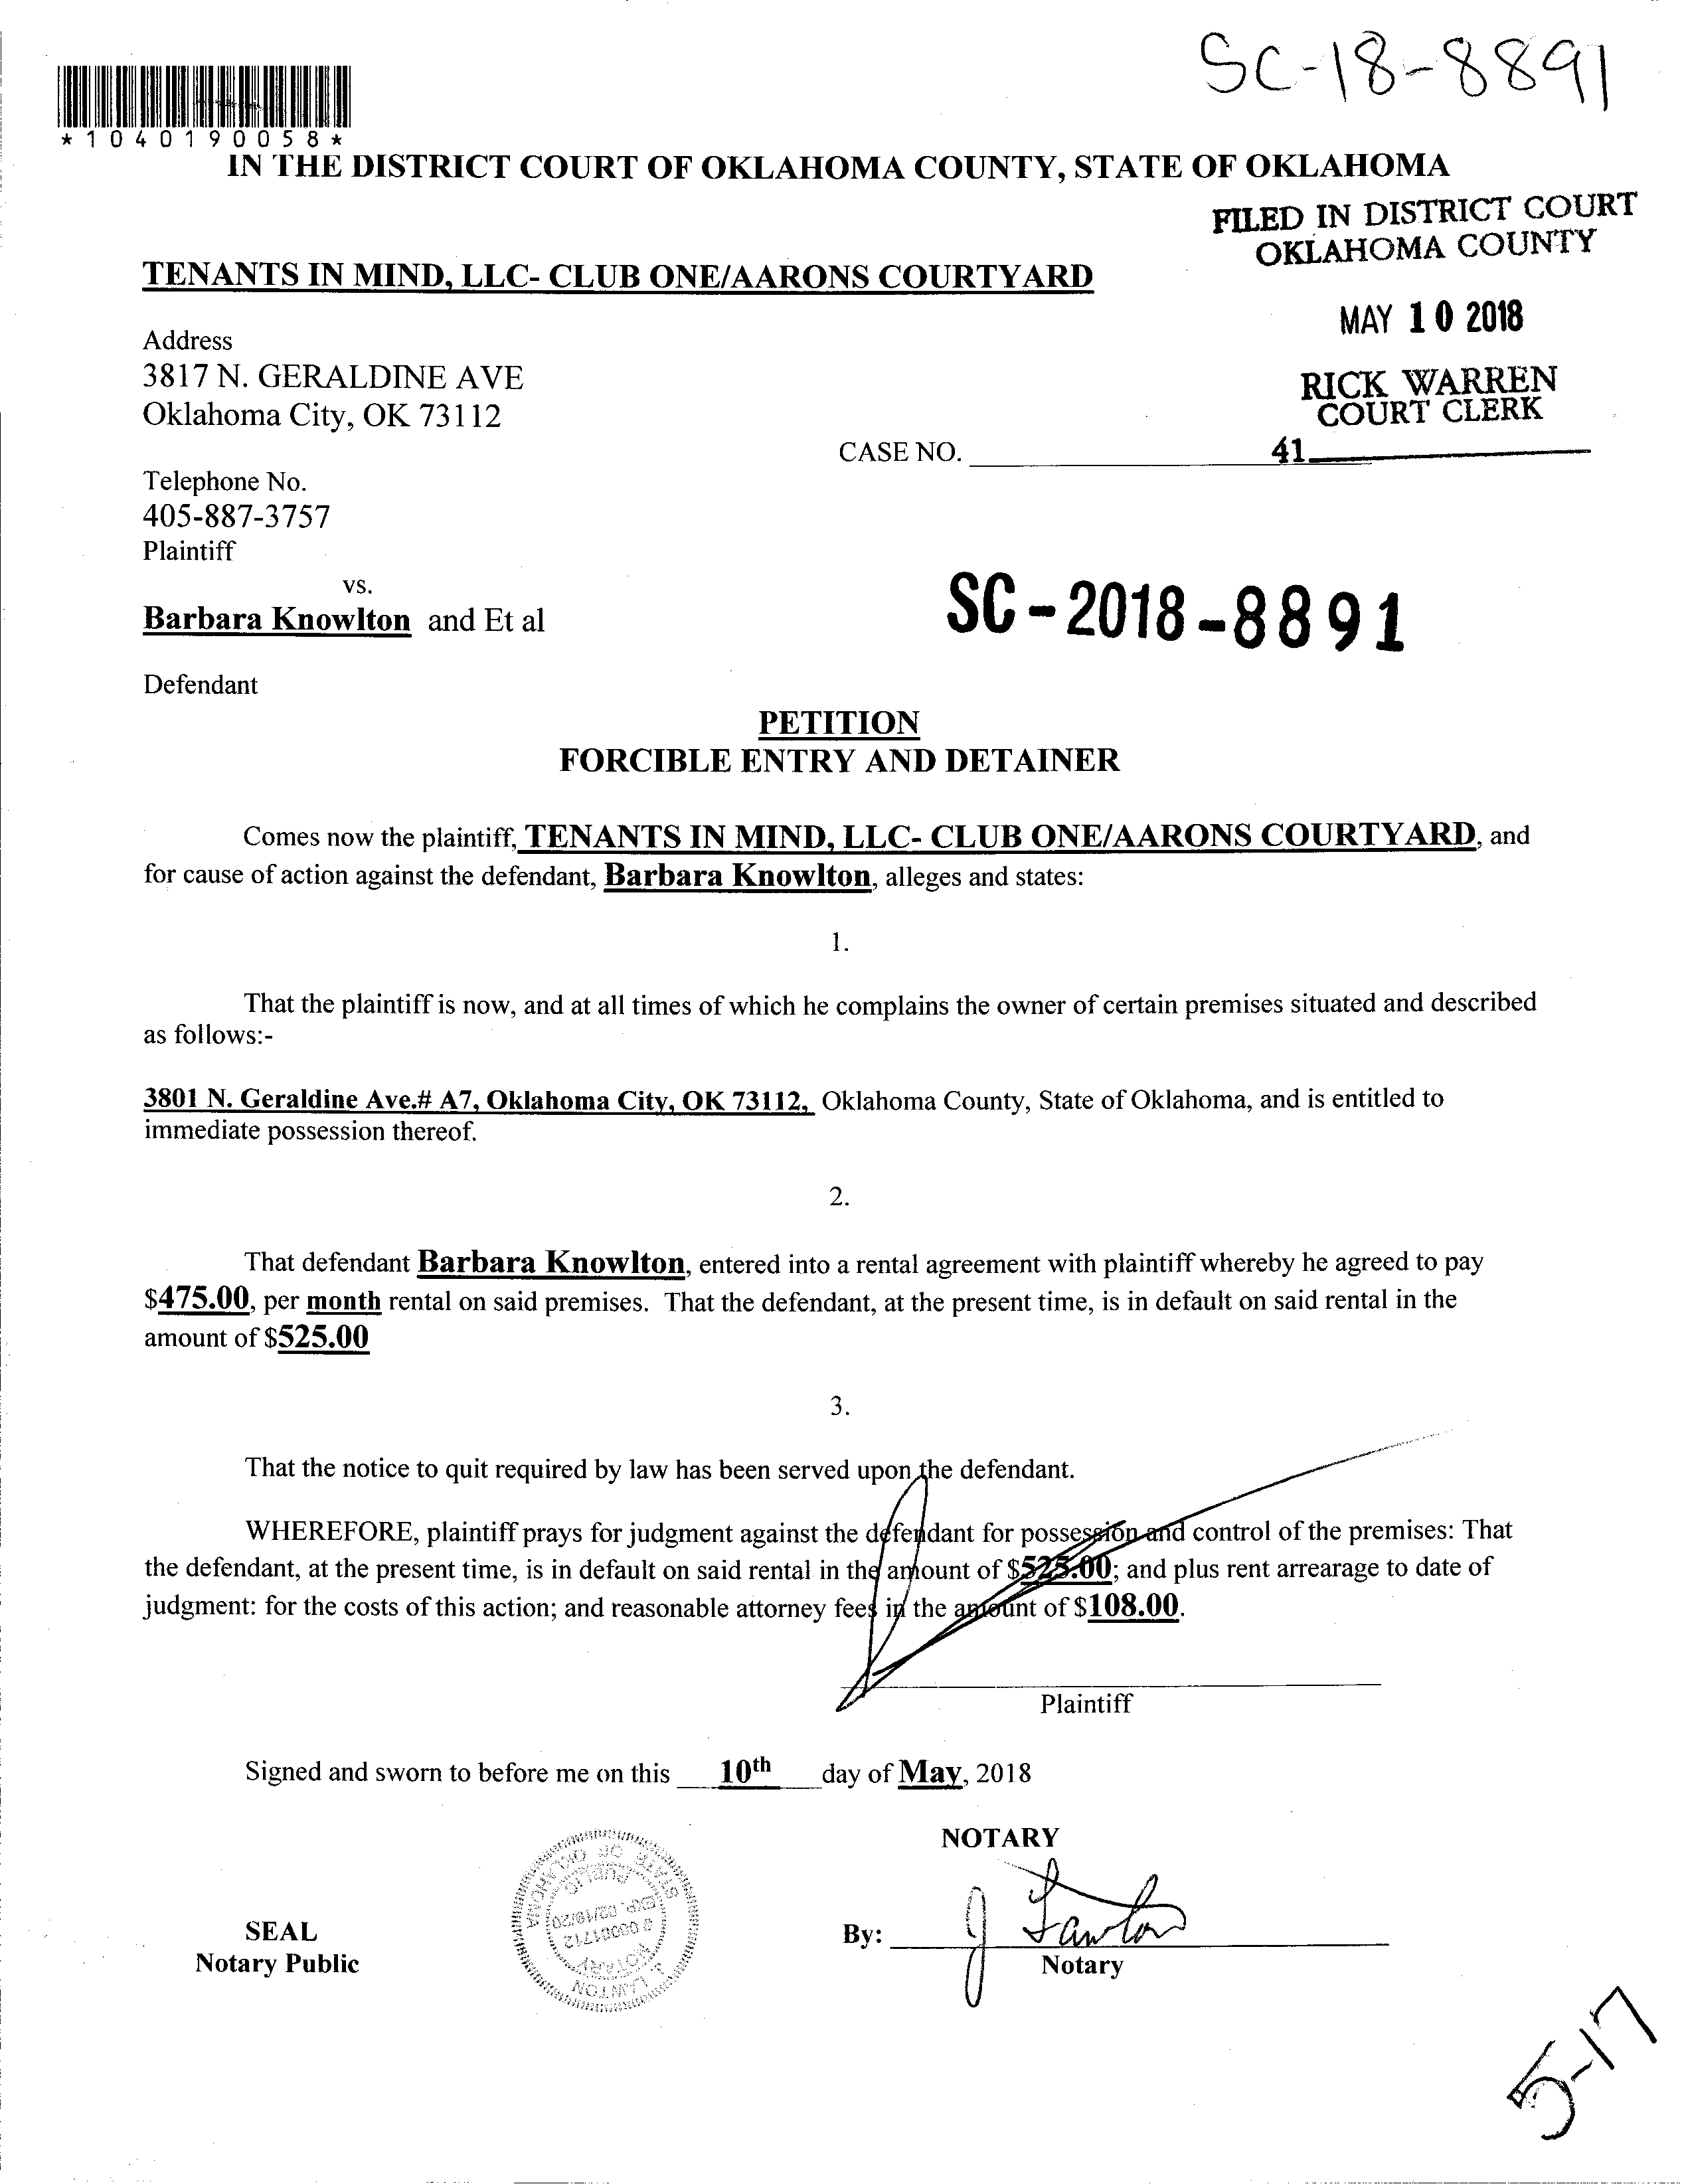 SC-18-8891
*1040190058*
IN THE DISTRICT COURT OF OKLAHOMA COUNTY, STATE OF OKLAHOMA
FILED IN DISTRICT COURT
OKLAHOMA COUNTY
TENANTS IN MIND, LLC- CLUB ONE/AARONS COURTYARD
MAY 10 2018
Address
3817 N. GERALDINE AVE
RICK WARREN
COURT CLERK
Oklahoma City, OK 73112
CASE NO. 41
Telephone No.
405-887-3757
Plaintiff
vs.
Barbara Knowlton and Et al
SC-2018-8891
Defendant
PETITION
FORCIBLE ENTRY AND DETAINER
Comes now the plaintiff, TENANTS IN MIND, LLC- CLUB ONE/AARONS COURTYARD, and
for cause of action against the defendant, Barbara Knowlton, alleges and states:
1.
That the plaintiff is now, and at all times of which he complains the owner of certain premises situated and described
as follows:-
3801 N. Geraldine Ave.# A7, Oklahoma City, OK 73112, Oklahoma County, State of Oklahoma, and is entitled to
immediate possession thereof.
2.
That defendant Barbara Knowlton, entered into a rental agreement with plaintiff whereby he agreed to pay
$475.00, per month rental on said premises. That the defendant, at the present time, is in default on said rental in the
amount of $525.00
3.
That the notice to quit required by law has been served upon the defendant.
WHEREFORE, plaintiff prays for judgment against the defendant for possession and control of the premises: That
the defendant, at the present time, is in default on said rental in the amount of $525.00; and plus rent arrearage to date of
judgment: for the costs of this action; and reasonable attorney fees in the amount of $108.00.
Plaintiff
Signed and sworn to before me on this 10th day of May, 2018
NOTARY
J. LAWTON
NOTARY
# 00001712
EXP. 02/19/20
PUBLIC
STATE OF OKLAHOMA
SEAL
Notary Public
By: J Lawton
Notary
5-17